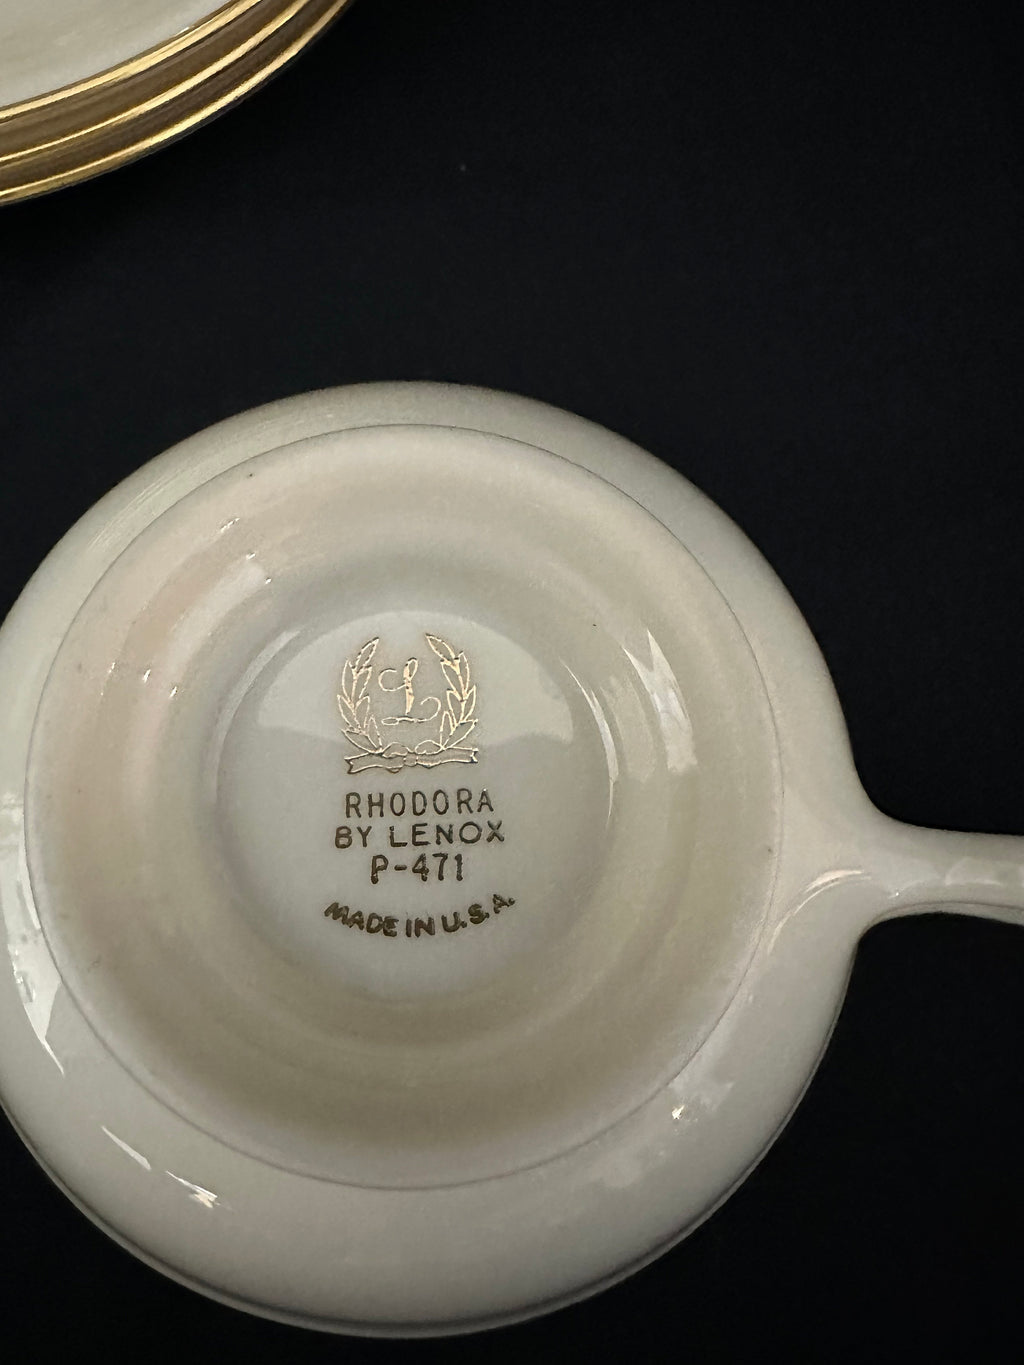 L
RHODORA
BY LENOX
P-471
MADE IN U.S.A.